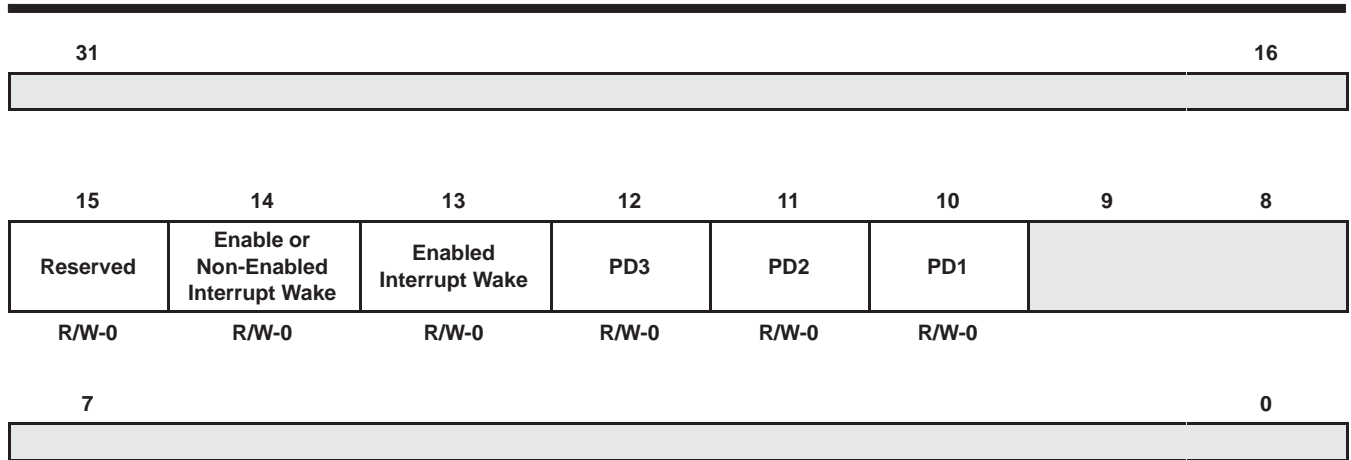 31 16
15 14 13 12 11 10 9 8
Reserved
Enable or
Non-Enabled
Interrupt Wake
Enabled
Interrupt Wake
PD3
PD2
PD1
R/W-0 R/W-0 R/W-0 R/W-0 R/W-0 R/W-0
7 0